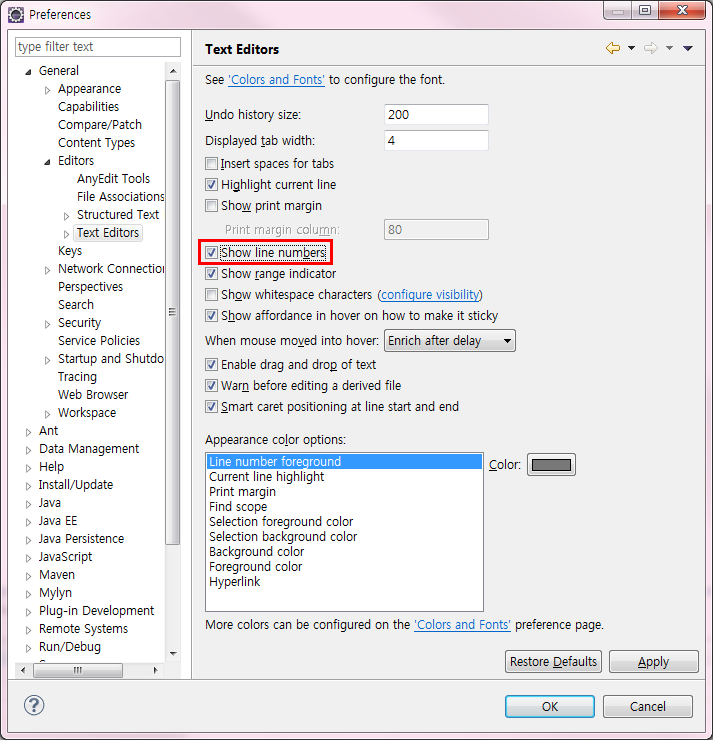 Preferences
type filter text
General
Appearance
Capabilities
Compare/Patch
Content Types
Editors
AnyEdit Tools
File Associations
Structured Text
Text Editors
Keys
Network Connection
Perspectives
Search
Security
Service Policies
Startup and Shutdo
Tracing
Web Browser
Workspace
Ant
Data Management
Help
Install/Update
Java
Java EE
Java Persistence
JavaScript
Maven
Mylyn
Plug-in Development
Remote Systems
Run/Debug
Text Editors
See 'Colors and Fonts' to configure the font.
Undo history size: 200
Displayed tab width: 4
Insert spaces for tabs
Highlight current line
Show print margin
Print margin column: 80
Show line numbers
Show range indicator
Show whitespace characters (configure visibility)
Show affordance in hover on how to make it sticky
When mouse moved into hover: Enrich after delay
Enable drag and drop of text
Warn before editing a derived file
Smart caret positioning at line start and end
Appearance color options:
Line number foreground
Current line highlight
Print margin
Find scope
Selection foreground color
Selection background color
Background color
Foreground color
Hyperlink
Color:
More colors can be configured on the 'Colors and Fonts' preference page.
Restore Defaults Apply
? OK Cancel